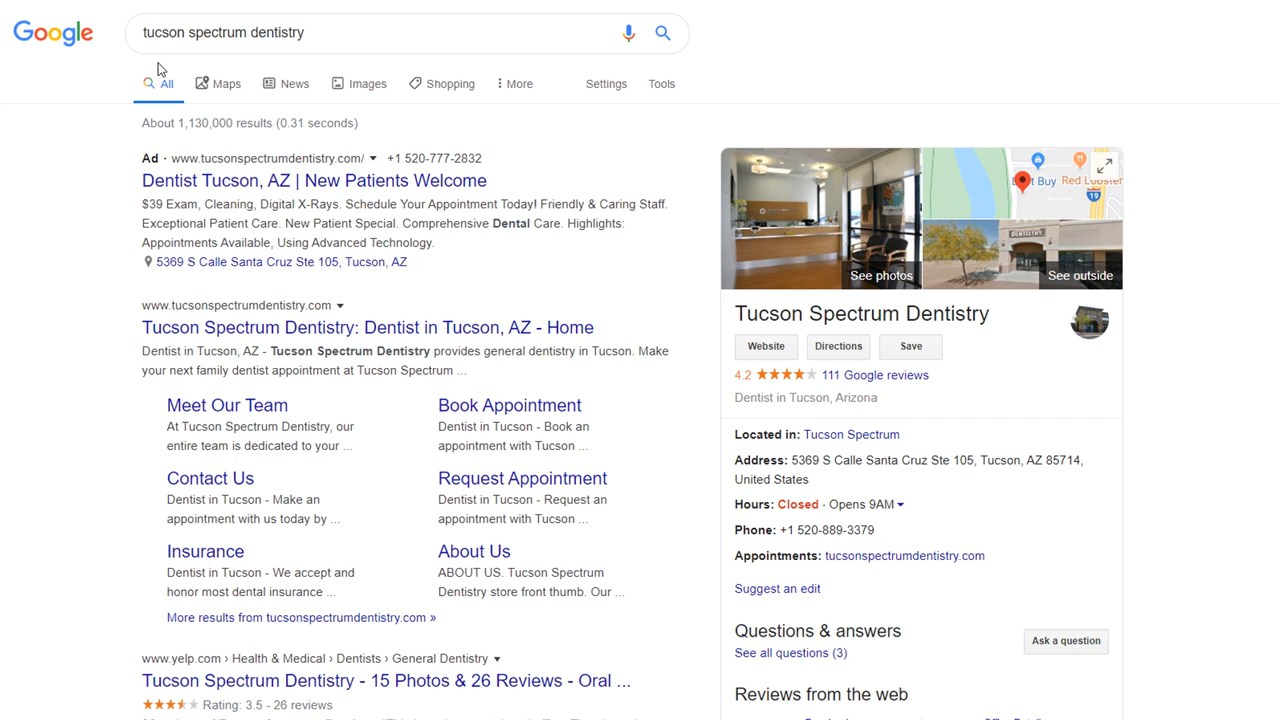 Google
tucson spectrum dentistry
All
Maps
News
Images
Shopping
More
Settings
Tools
About 1,130,000 results (0.31 seconds)
Ad · www.tucsonspectrumdentistry.com/ +1 520-777-2832
Dentist Tucson, AZ | New Patients Welcome
$39 Exam, Cleaning, Digital X-Rays. Schedule Your Appointment Today! Friendly & Caring Staff.
Exceptional Patient Care. New Patient Special. Comprehensive Dental Care. Highlights:
Appointments Available, Using Advanced Technology.
5369 S Calle Santa Cruz Ste 105, Tucson, AZ
www.tucsonspectrumdentistry.com
Tucson Spectrum Dentistry: Dentist in Tucson, AZ - Home
Dentist in Tucson, AZ - Tucson Spectrum Dentistry provides general dentistry in Tucson. Make
your next family dentist appointment at Tucson Spectrum ...
Meet Our Team
At Tucson Spectrum Dentistry, our
entire team is dedicated to your ...
Book Appointment
Dentist in Tucson - Book an
appointment with Tucson ...
Contact Us
Dentist in Tucson - Make an
appointment with us today by ...
Request Appointment
Dentist in Tucson - Request an
appointment with Tucson ...
Insurance
Dentist in Tucson - We accept and
honor most dental insurance ...
About Us
ABOUT US. Tucson Spectrum
Dentistry store front thumb. Our ...
More results from tucsonspectrumdentistry.com »
www.yelp.com › Health & Medical › Dentists › General Dentistry
Tucson Spectrum Dentistry - 15 Photos & 26 Reviews - Oral ...
Rating: 3.5 - 26 reviews
See photos
Buy
Red Lobster
19
DENTISTRY
See outside
Tucson Spectrum Dentistry
Website
Directions
Save
4.2 111 Google reviews
Dentist in Tucson, Arizona
Located in: Tucson Spectrum
Address: 5369 S Calle Santa Cruz Ste 105, Tucson, AZ 85714,
United States
Hours: Closed · Opens 9AM
Phone: +1 520-889-3379
Appointments: tucsonspectrumdentistry.com
Suggest an edit
Questions & answers
See all questions (3)
Ask a question
Reviews from the web